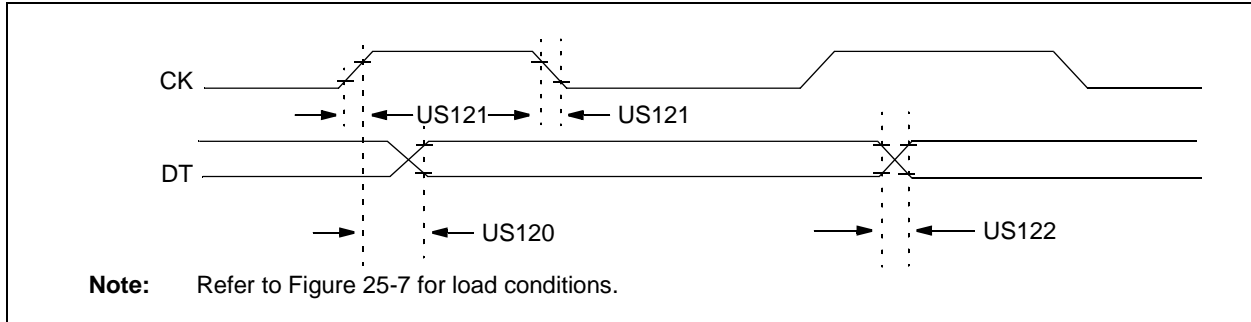 CK
US121 US121
DT
US120 US122
Note: Refer to Figure 25-7 for load conditions.